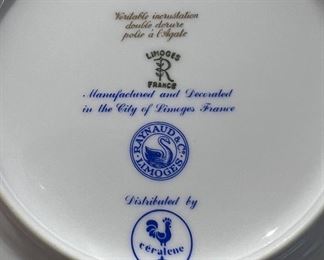 Véritable incrustation
double dorure
polie à l'Agate
LIMOGES
R
FRANCE
Manufactured and Decorated
in the City of Limoges France
RAYNAUD & Co
LIMOGES
Distributed by
céralene